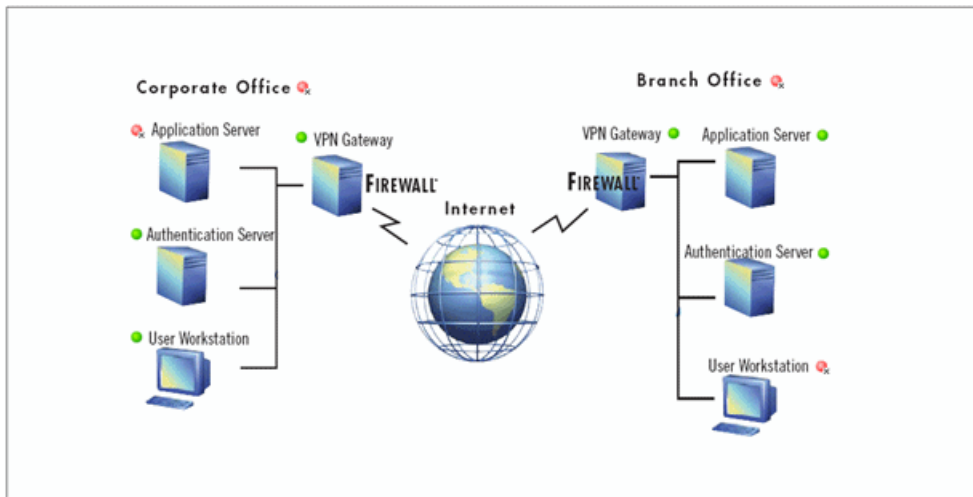 Corporate Office
Application Server
VPN Gateway
FIREWALL
Authentication Server
User Workstation
Internet
Branch Office
VPN Gateway
Application Server
FIREWALL
Authentication Server
User Workstation